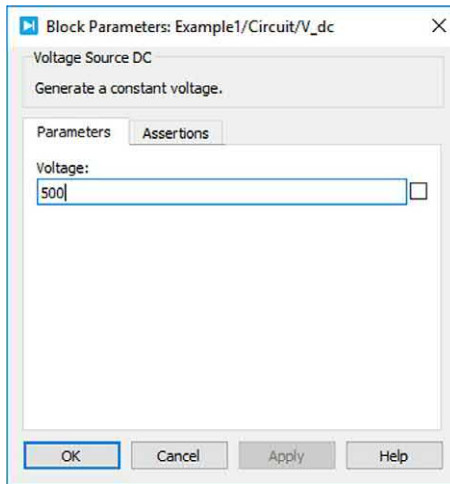 Block Parameters: Example1/Circuit/V_dc
Voltage Source DC
Generate a constant voltage.
Parameters Assertions
Voltage:
500
OK Cancel Apply Help